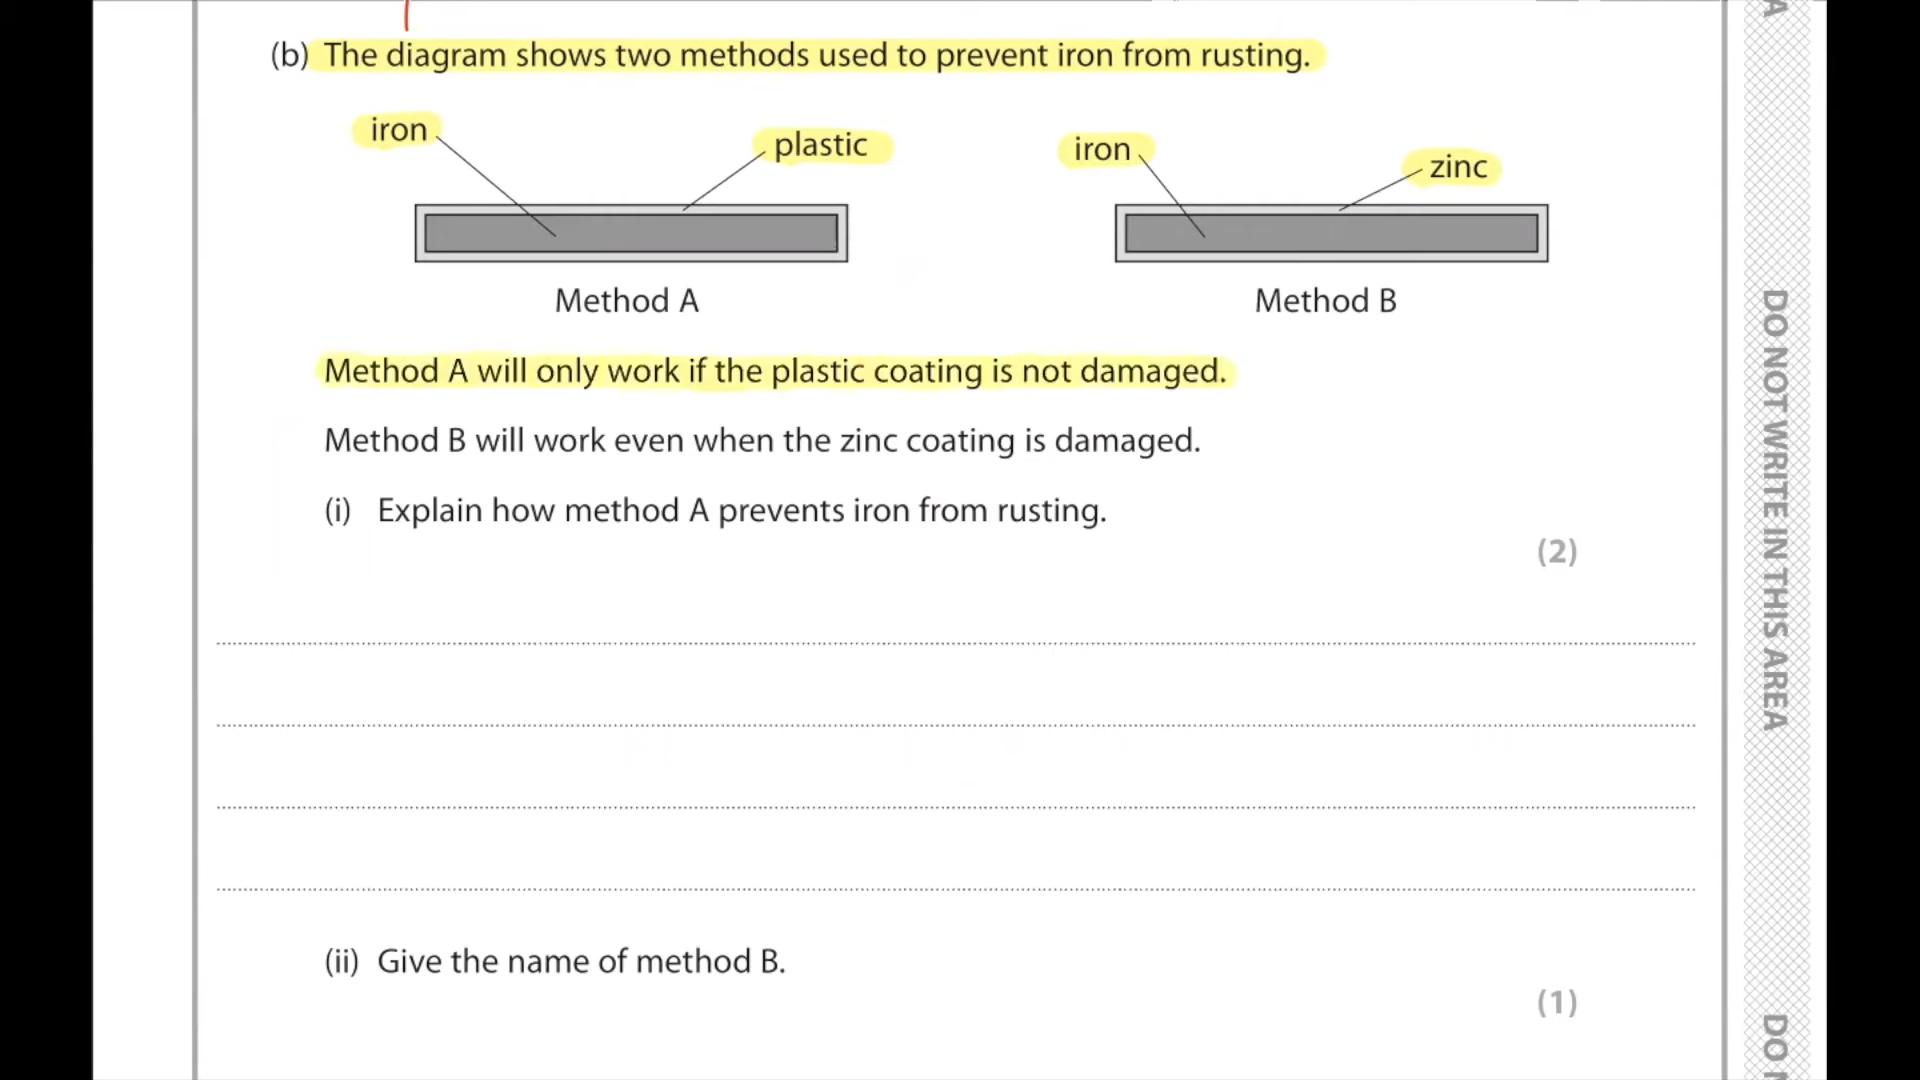 (b) The diagram shows two methods used to prevent iron from rusting.
iron
plastic
iron
zinc
Method A
Method B
Method A will only work if the plastic coating is not damaged.
Method B will work even when the zinc coating is damaged.
(i) Explain how method A prevents iron from rusting.
(2)
(ii) Give the name of method B.
(1)
A
DO NOT WRITE IN THIS AREA
DO